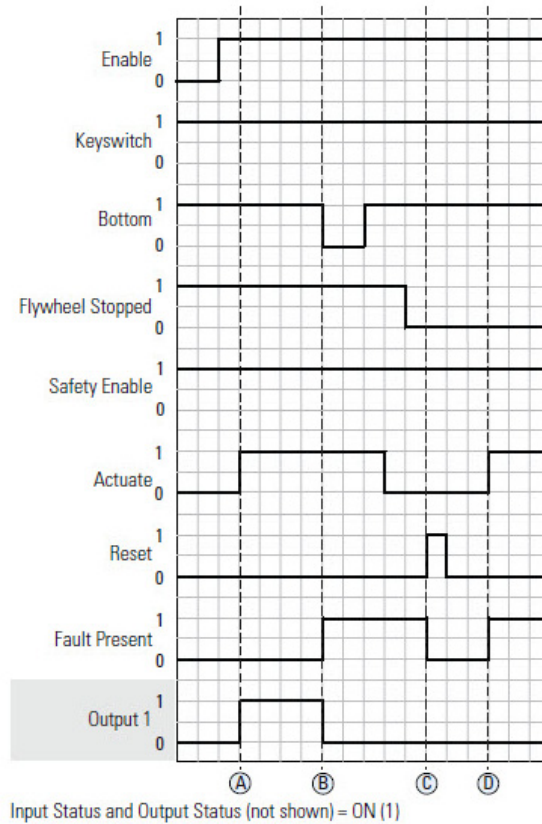 Enable
1
0
Keyswitch
1
0
Bottom
1
0
Flywheel Stopped
1
0
Safety Enable
1
0
Actuate
1
0
Reset
1
0
Fault Present
1
0
Output 1
1
0
Ⓐ Ⓑ Ⓒ Ⓓ
Input Status and Output Status (not shown) = ON (1)